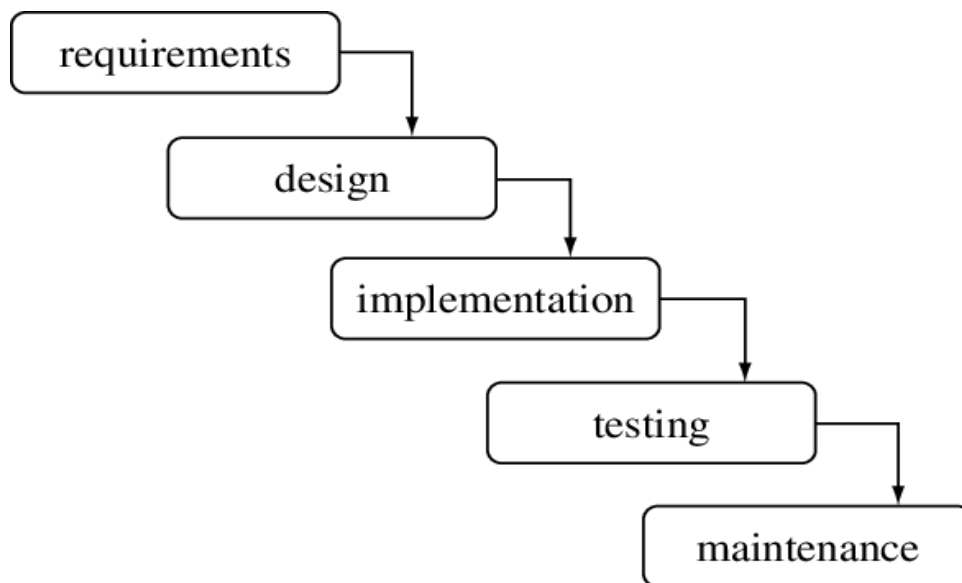 requirements
design
implementation
testing
maintenance